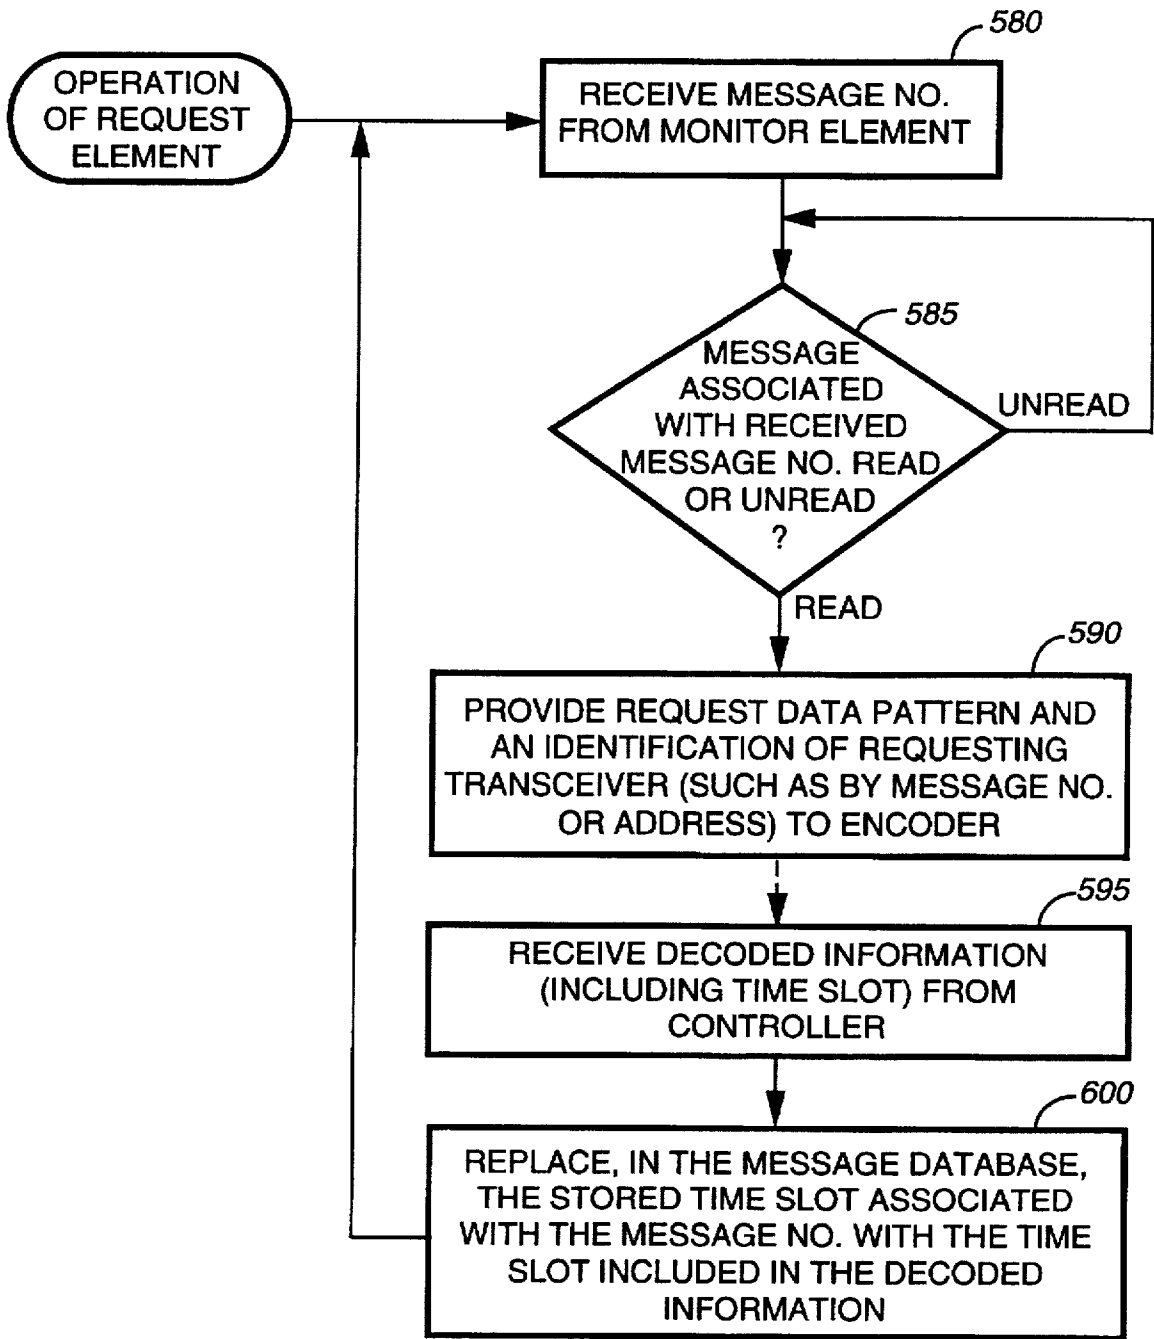 580
OPERATION
OF REQUEST
ELEMENT
RECEIVE MESSAGE NO.
FROM MONITOR ELEMENT
585
MESSAGE
ASSOCIATED
WITH RECEIVED
MESSAGE NO. READ
OR UNREAD
?
UNREAD
READ
590
PROVIDE REQUEST DATA PATTERN AND
AN IDENTIFICATION OF REQUESTING
TRANSCEIVER (SUCH AS BY MESSAGE NO.
OR ADDRESS) TO ENCODER
595
RECEIVE DECODED INFORMATION
(INCLUDING TIME SLOT) FROM
CONTROLLER
600
REPLACE, IN THE MESSAGE DATABASE,
THE STORED TIME SLOT ASSOCIATED
WITH THE MESSAGE NO. WITH THE TIME
SLOT INCLUDED IN THE DECODED
INFORMATION